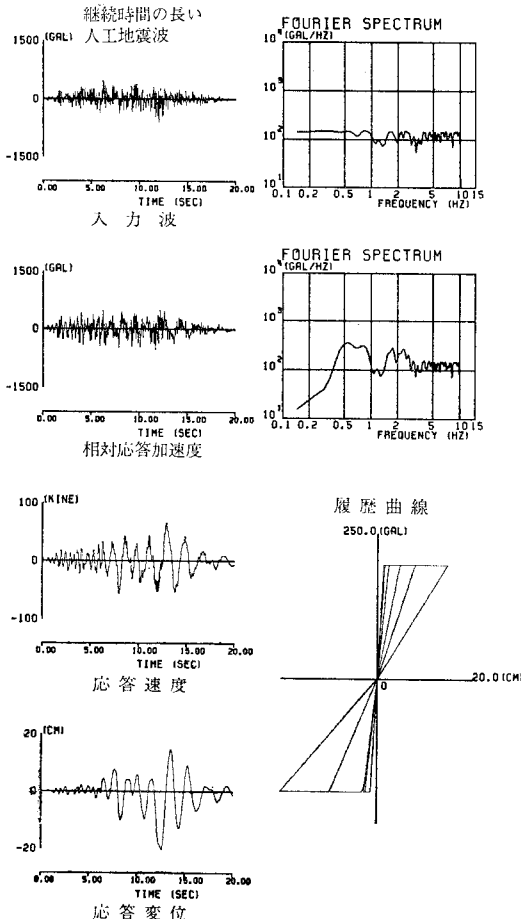 継続時間の長い
人工地震波
1500 (GAL)
0
-1500
0.00 5.00 10.00 15.00 20.00
TIME (SEC)
入力波
FOURIER SPECTRUM
10⁴ (GAL/HZ)
10³
10²
10¹
0.1 0.2 0.5 1 2 5 10 15
FREQUENCY (HZ)
1500 (GAL)
0
-1500
0.00 5.00 10.00 15.00 20.00
TIME (SEC)
相対応答加速度
FOURIER SPECTRUM
10⁴ (GAL/HZ)
10³
10²
10¹
0.1 0.2 0.5 1 2 5 10 15
FREQUENCY (HZ)
100 (KINE)
0
-100
0.00 5.00 10.00 15.00 20.00
TIME (SEC)
応答速度
履歴曲線
250.0 (GAL)
0
20.0 (CM)
20 (CM)
0
-20
0.00 5.00 10.00 15.00 20.00
TIME (SEC)
応答変位